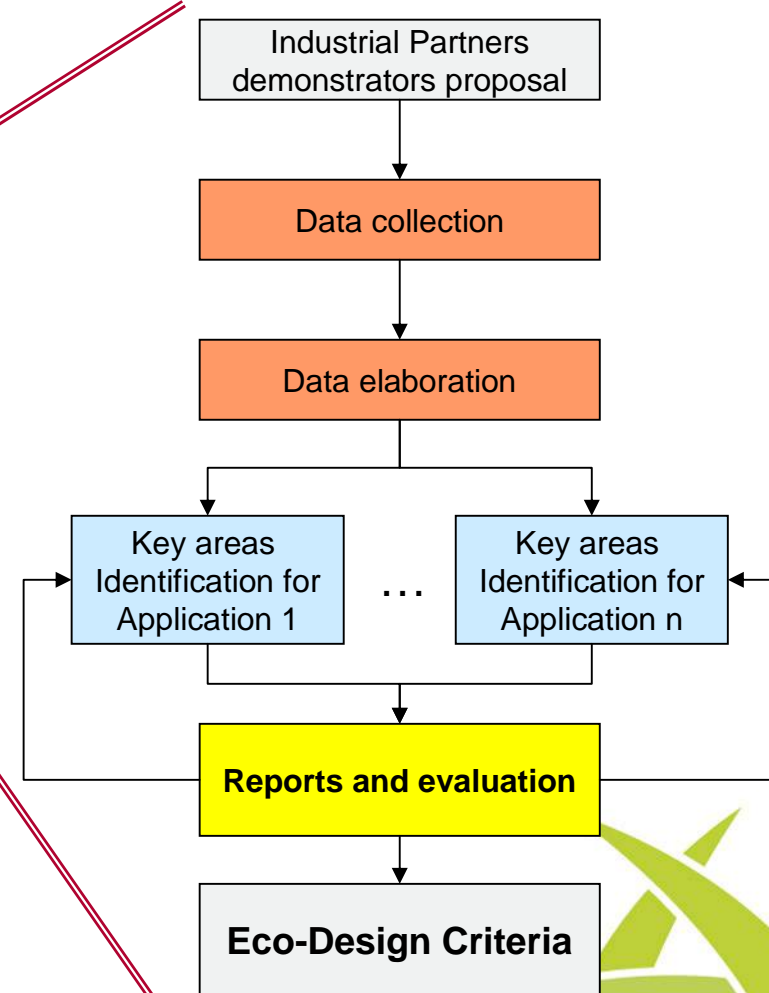 Industrial Partners
demonstrators proposal
Data collection
Data elaboration
Key areas
Identification for
Application 1
...
Key areas
Identification for
Application n
Reports and evaluation
Eco-Design Criteria